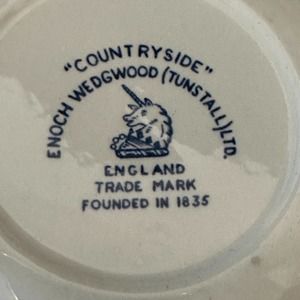 "COUNTRYSIDE"
ENOCH WEDGWOOD (TUNSTALL) LTD.
ENGLAND
TRADE MARK
FOUNDED IN 1835